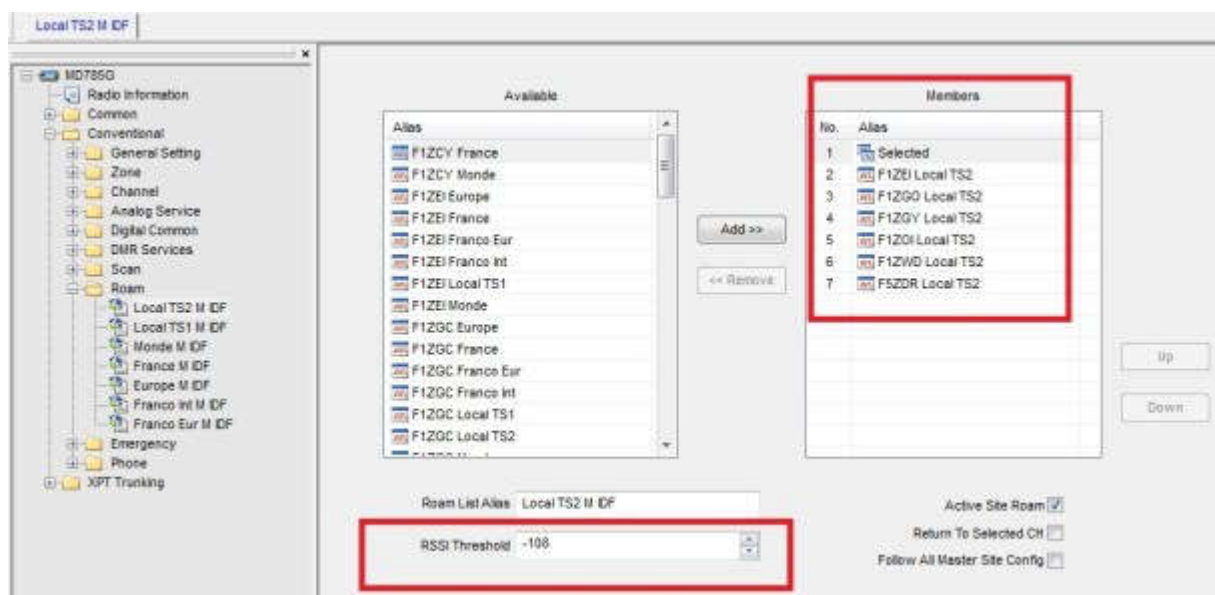 Local TS2 M IDF
MD785G
Radio Information
Common
Conventional
General Setting
Zone
Channel
Analog Service
Digital Common
DMR Services
Scan
Roam
Local TS2 M IDF
Local TS1 M IDF
Monde M IDF
France M IDF
Europe M IDF
Franco Int M IDF
Franco Eur M IDF
Emergency
Phone
XPT Trunking
Available
Alias
F1ZCY France
F1ZCY Monde
F1ZEI Europe
F1ZEI France
F1ZEI Franco Eur
F1ZEI Franco Int
F1ZEI Local TS1
F1ZEI Monde
F1ZGC Europe
F1ZGC France
F1ZGC Franco Eur
F1ZGC Franco Int
F1ZGC Local TS1
F1ZGC Local TS2
Add >>
<< Remove
Members
No. Alias
1 Selected
2 F1ZEI Local TS2
3 F1ZGO Local TS2
4 F1ZGY Local TS2
5 F1ZOI Local TS2
6 F1ZWD Local TS2
7 F5ZDR Local TS2
Up
Down
Roam List Alias Local TS2 M IDF
RSSI Threshold -108
Active Site Roam
Return To Selected CH
Follow All Master Site Config